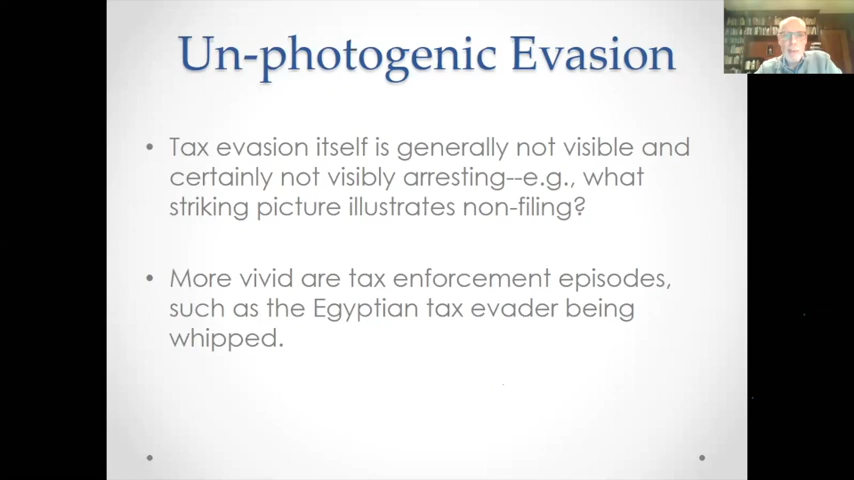 Un-photogenic Evasion
• Tax evasion itself is generally not visible and
certainly not visibly arresting--e.g., what
striking picture illustrates non-filing?
• More vivid are tax enforcement episodes,
such as the Egyptian tax evader being
whipped.